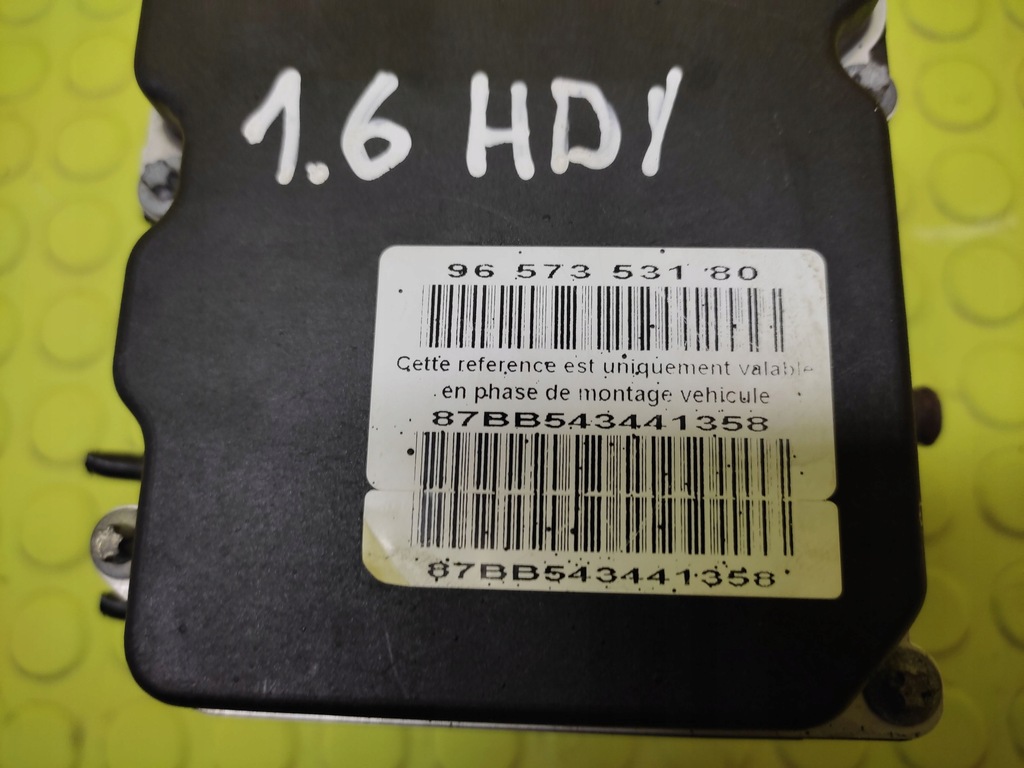 1.6 HDI
96 573 531 80
Cette reference est uniquement valable
en phase de montage vehicule
87BB543441358
87BB543441358